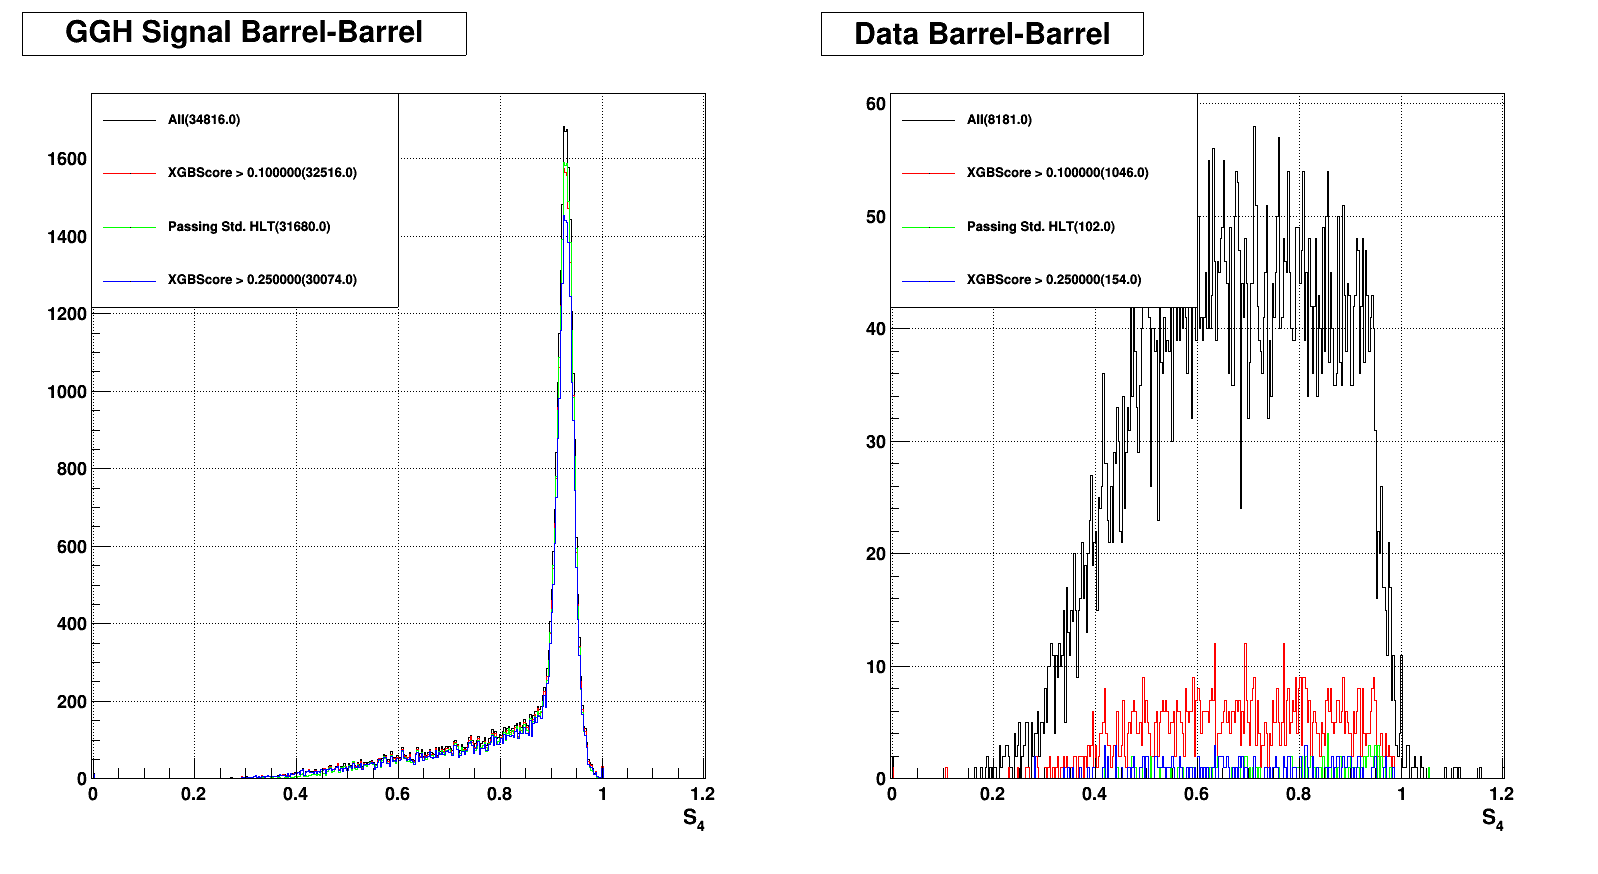 GGH Signal Barrel-Barrel
All(34816.0)
XGBScore > 0.100000(32516.0)
Passing Std. HLT(31680.0)
XGBScore > 0.250000(30074.0)
1600
1400
1200
1000
800
600
400
200
0
0 0.2 0.4 0.6 0.8 1 1.2
S4
Data Barrel-Barrel
All(8181.0)
XGBScore > 0.100000(1046.0)
Passing Std. HLT(102.0)
XGBScore > 0.250000(154.0)
60
50
40
30
20
10
0
0 0.2 0.4 0.6 0.8 1 1.2
S4